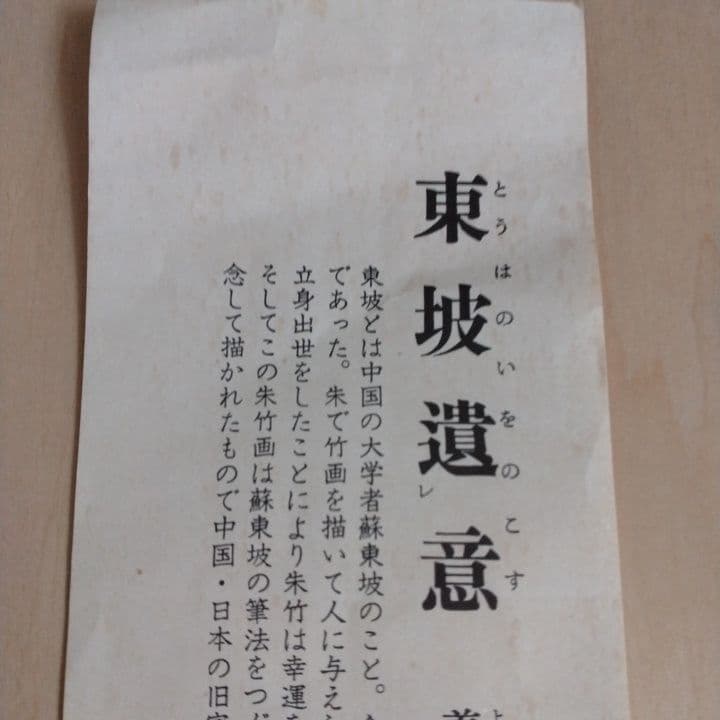 東坡遺レ意
とうはのいをのこす
東坡とは中国の大学者蘇東坡のこと。
であった。朱で竹画を描いて人に与え
立身出世をしたことにより朱竹は幸運
そしてこの朱竹画は蘇東坡の筆法をつ
念して描かれたもので中国・日本の旧